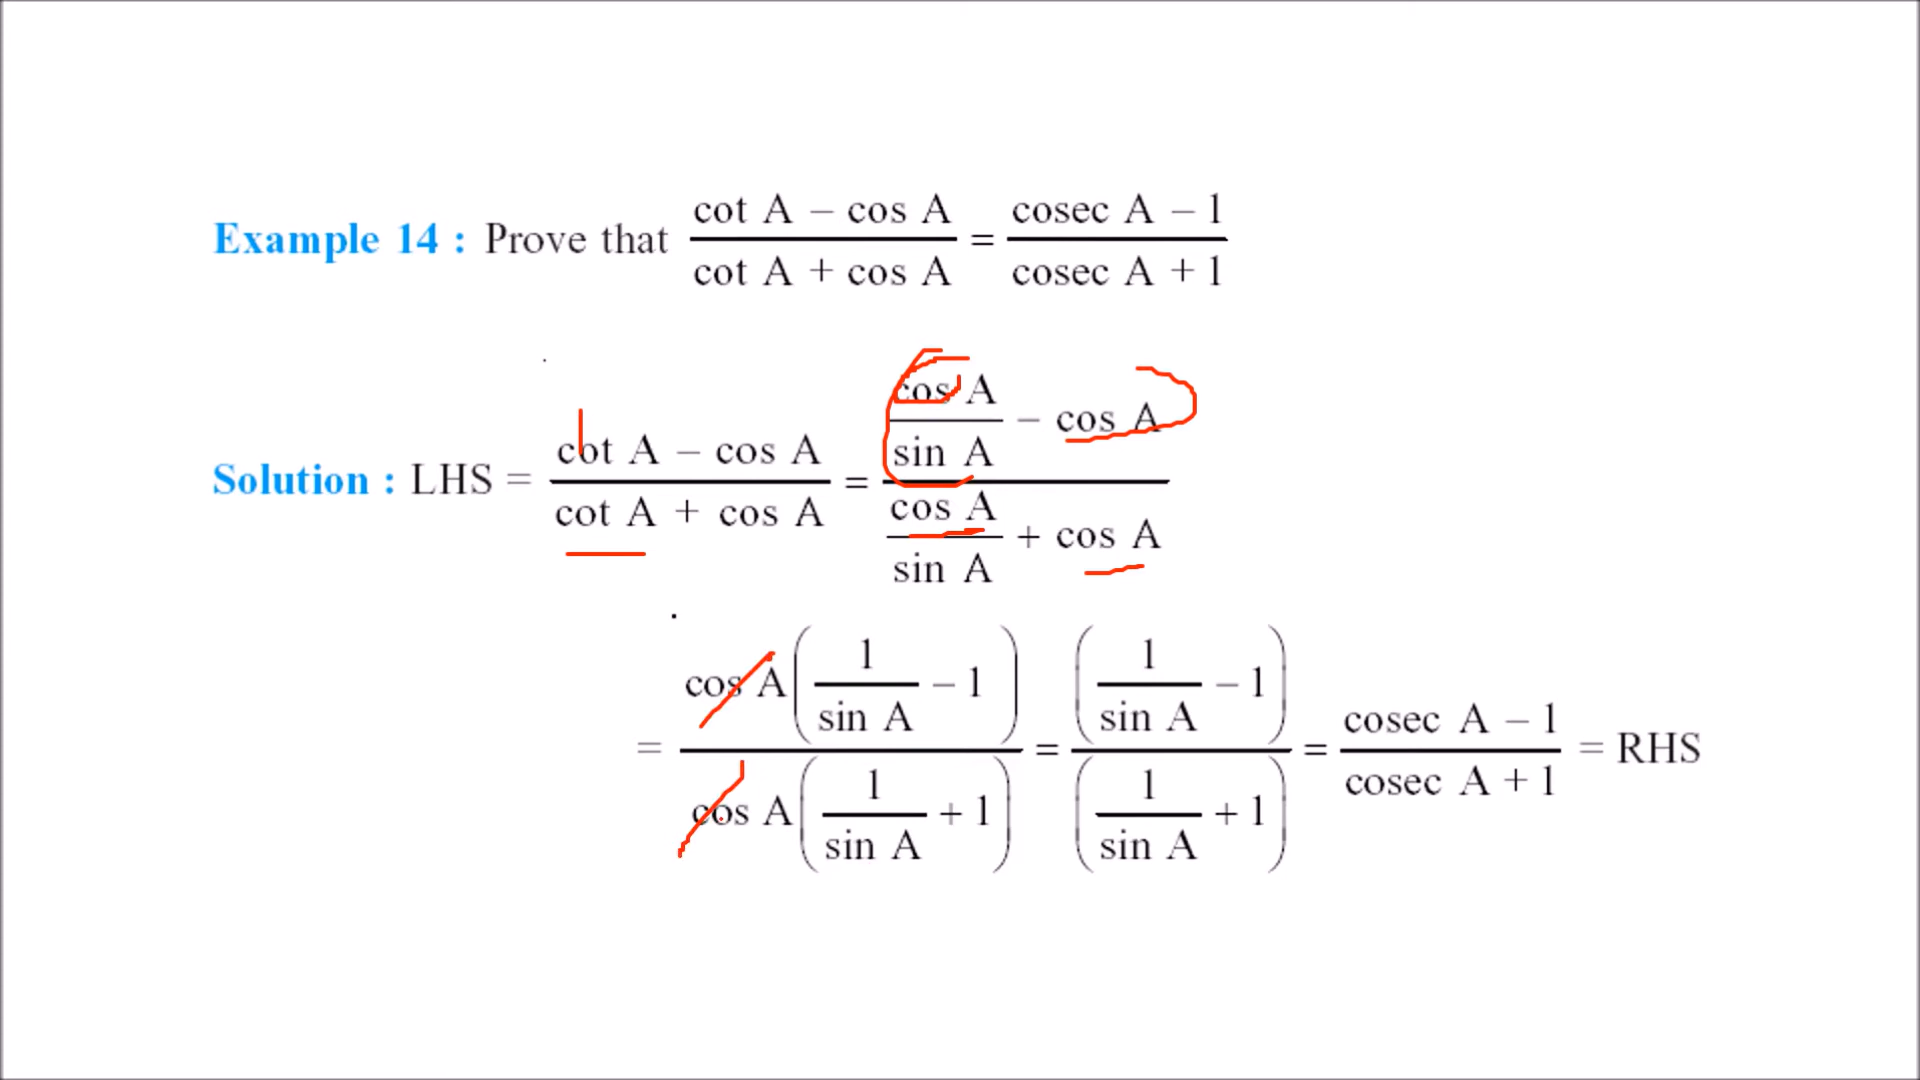 Example 14 : Prove that (cot A – cos A)/(cot A + cos A) = (cosec A – 1)/(cosec A + 1)
Solution : LHS = (cot A – cos A)/(cot A + cos A) = (cos A/sin A – cos A)/(cos A/sin A + cos A)
= cos A(1/sin A – 1)/cos A(1/sin A + 1) = (1/sin A – 1)/(1/sin A + 1) = (cosec A – 1)/(cosec A + 1) = RHS